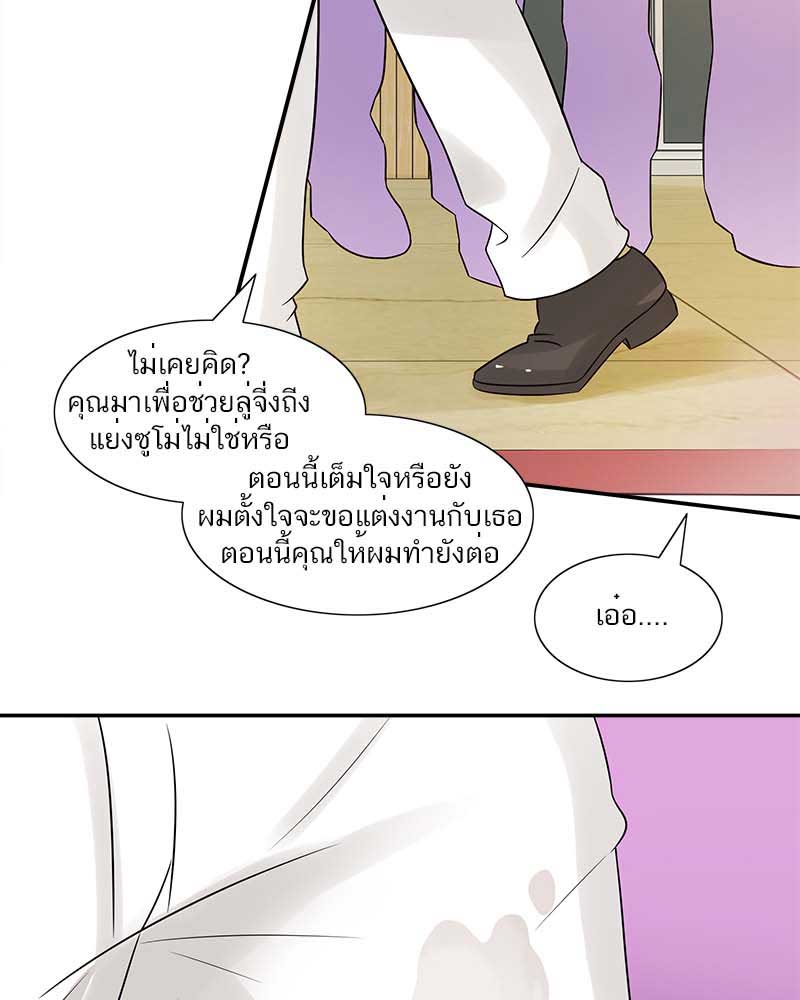 ไม่เคยคิด?
คุณมาเพื่อช่วยลู่จี่งถึง
แย่งซูโม่ไม่ใช่หรือ
ตอนนี้เต็มใจหรือยัง
ผมตั้งใจจะขอแต่งงานกับเธอ
ตอนนี้คุณให้ผมทำยังต่อ
เอ๋อ....